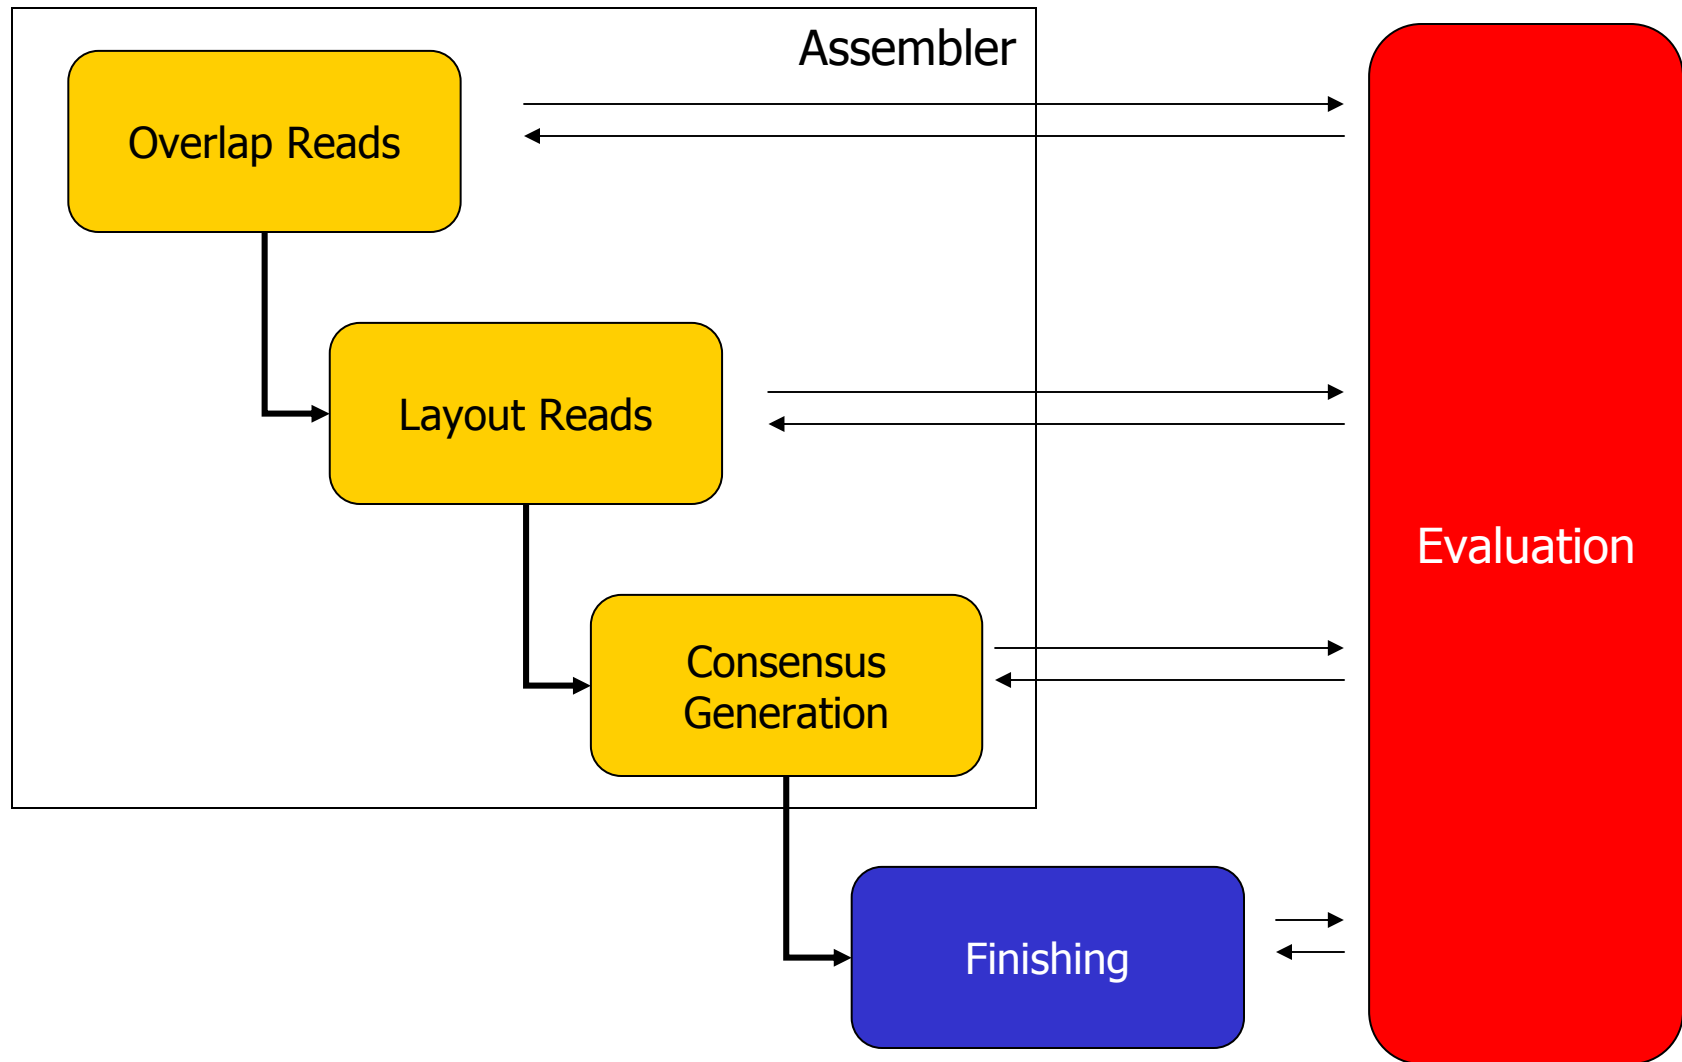 Assembler
Overlap Reads
Layout Reads
Evaluation
Consensus
Generation
Finishing